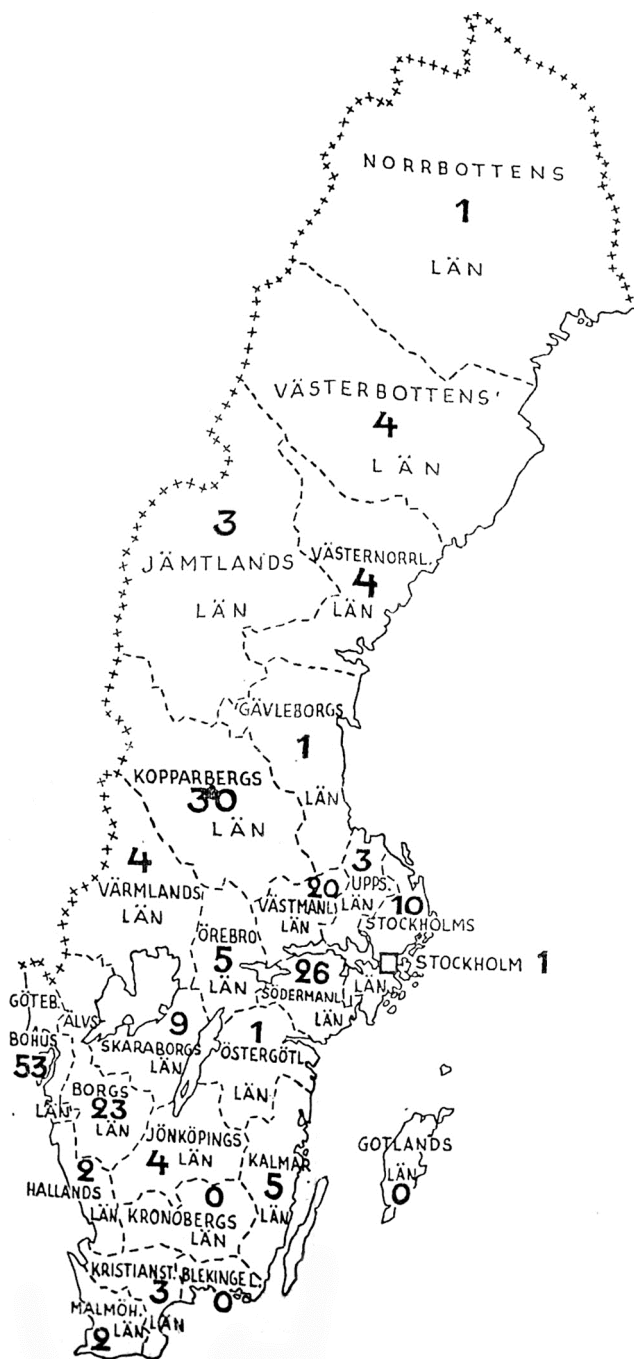 NORRBOTTENS
1
LÄN
VÄSTERBOTTENS'
4
LÄN
3
JÄMTLANDS
LÄN
VÄSTERNORRL.
4
LÄN
GÄVLEBORGS
1
LÄN
KOPPARBERGS
30
LÄN
4
VÄRMLANDS
LÄN
3
UPPS.
LÄN
20
VÄSTMANL.
LÄN
10
STOCKHOLMS
LÄN
STOCKHOLM 1
ÖREBRO
5
LÄN
26
SÖDERMANL.
LÄN
GÖTEB.
BOHUS
53
LÄN
ÄLVS
BORGS
23
LÄN
9
SKARABORGS
LÄN
1
ÖSTERGÖTL.
LÄN
JÖNKÖPINGS
4
LÄN
KALMAR
5
LÄN
GOTLANDS
LÄN
0
2
HALLANDS
LÄN
0
KRONOBERGS
LÄN
KRISTIANST.
3
LÄN
BLEKINGE L.
0
MALMÖH.
LÄN
2